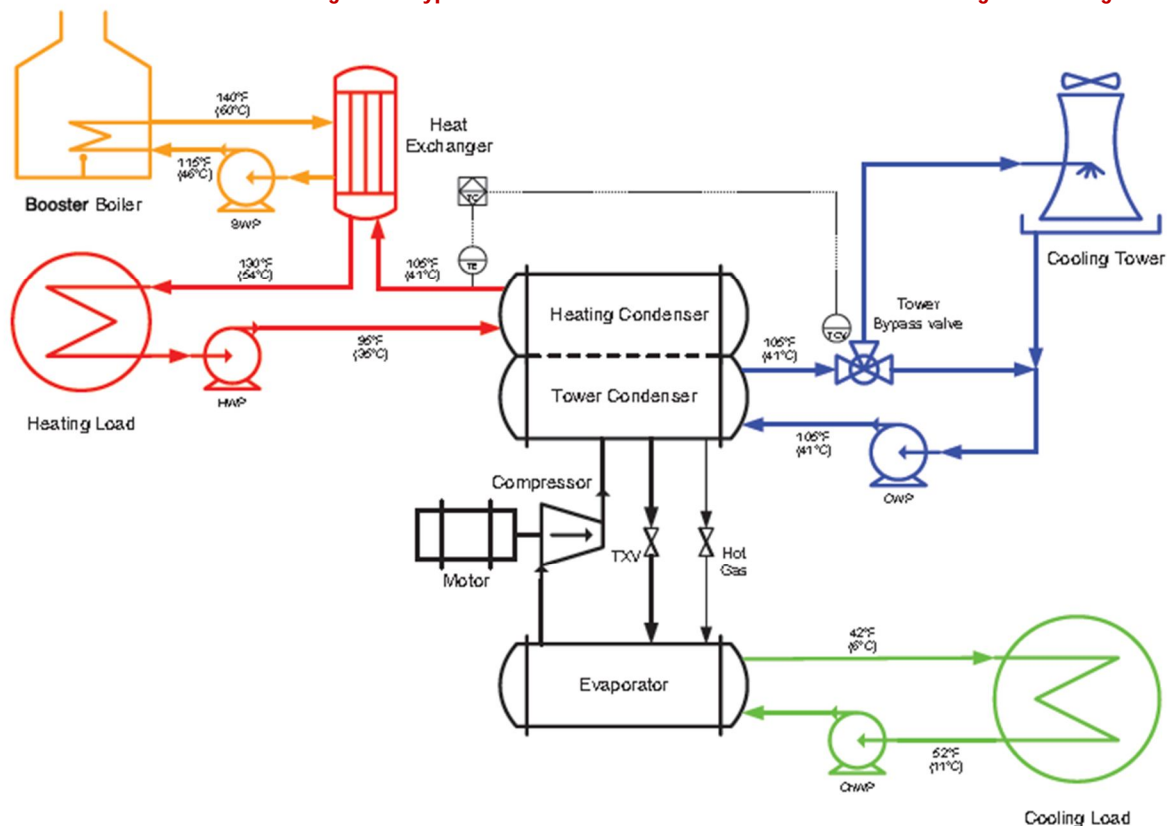 140°F
(60°C)
Heat
Exchanger
115°F
(46°C)
Booster Boiler
BWP
TC
TE
130°F
(54°C)
105°F
(41°C)
Cooling Tower
Tower
Bypass valve
TCV
Heating Condenser
95°F
(35°C)
HWP
Heating Load
Tower Condenser
105°F
(41°C)
105°F
(41°C)
CWP
Compressor
Motor
TXV
Hot
Gas
Evaporator
42°F
(6°C)
52°F
(11°C)
CHWP
Cooling Load